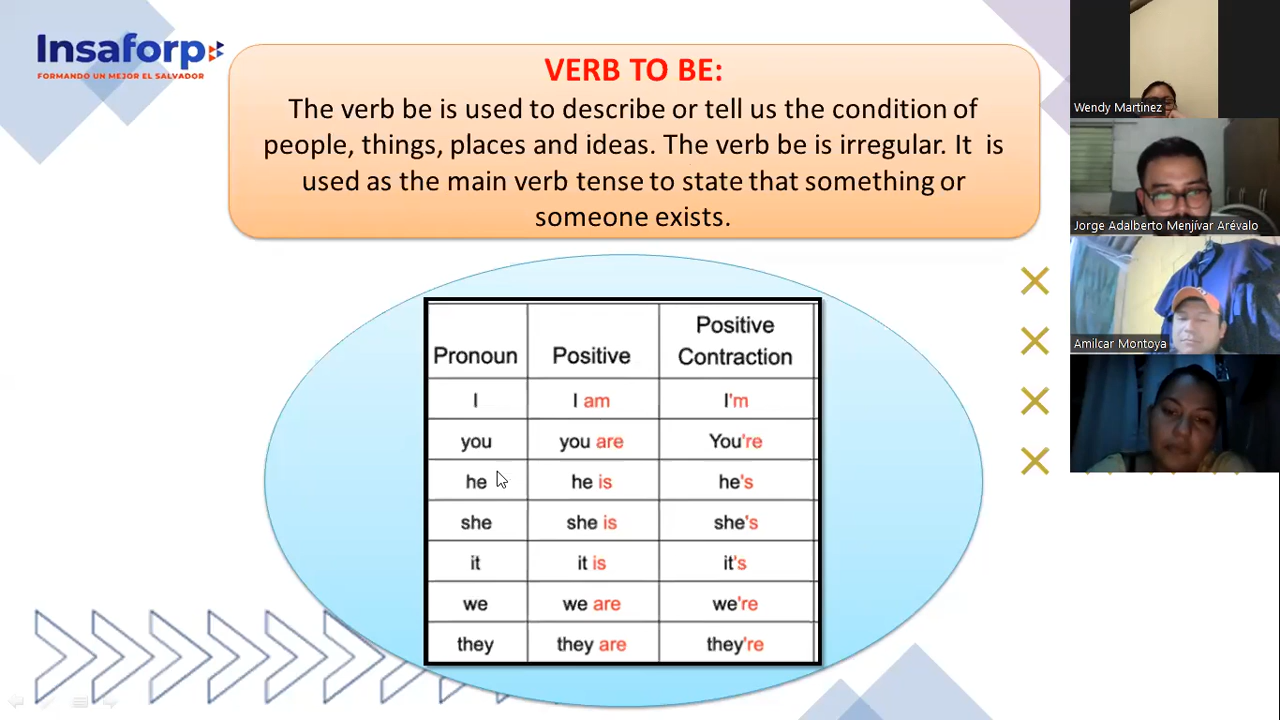 Insaforp
FORMANDO UN MEJOR EL SALVADOR
VERB TO BE:
The verb be is used to describe or tell us the condition of
people, things, places and ideas. The verb be is irregular. It is
used as the main verb tense to state that something or
someone exists.
Pronoun Positive Positive Contraction
I I am I'm
you you are You're
he he is he's
she she is she's
it it is it's
we we are we're
they they are they're
Wendy Martinez
Jorge Adalberto Menjívar Arévalo
Amilcar Montoya